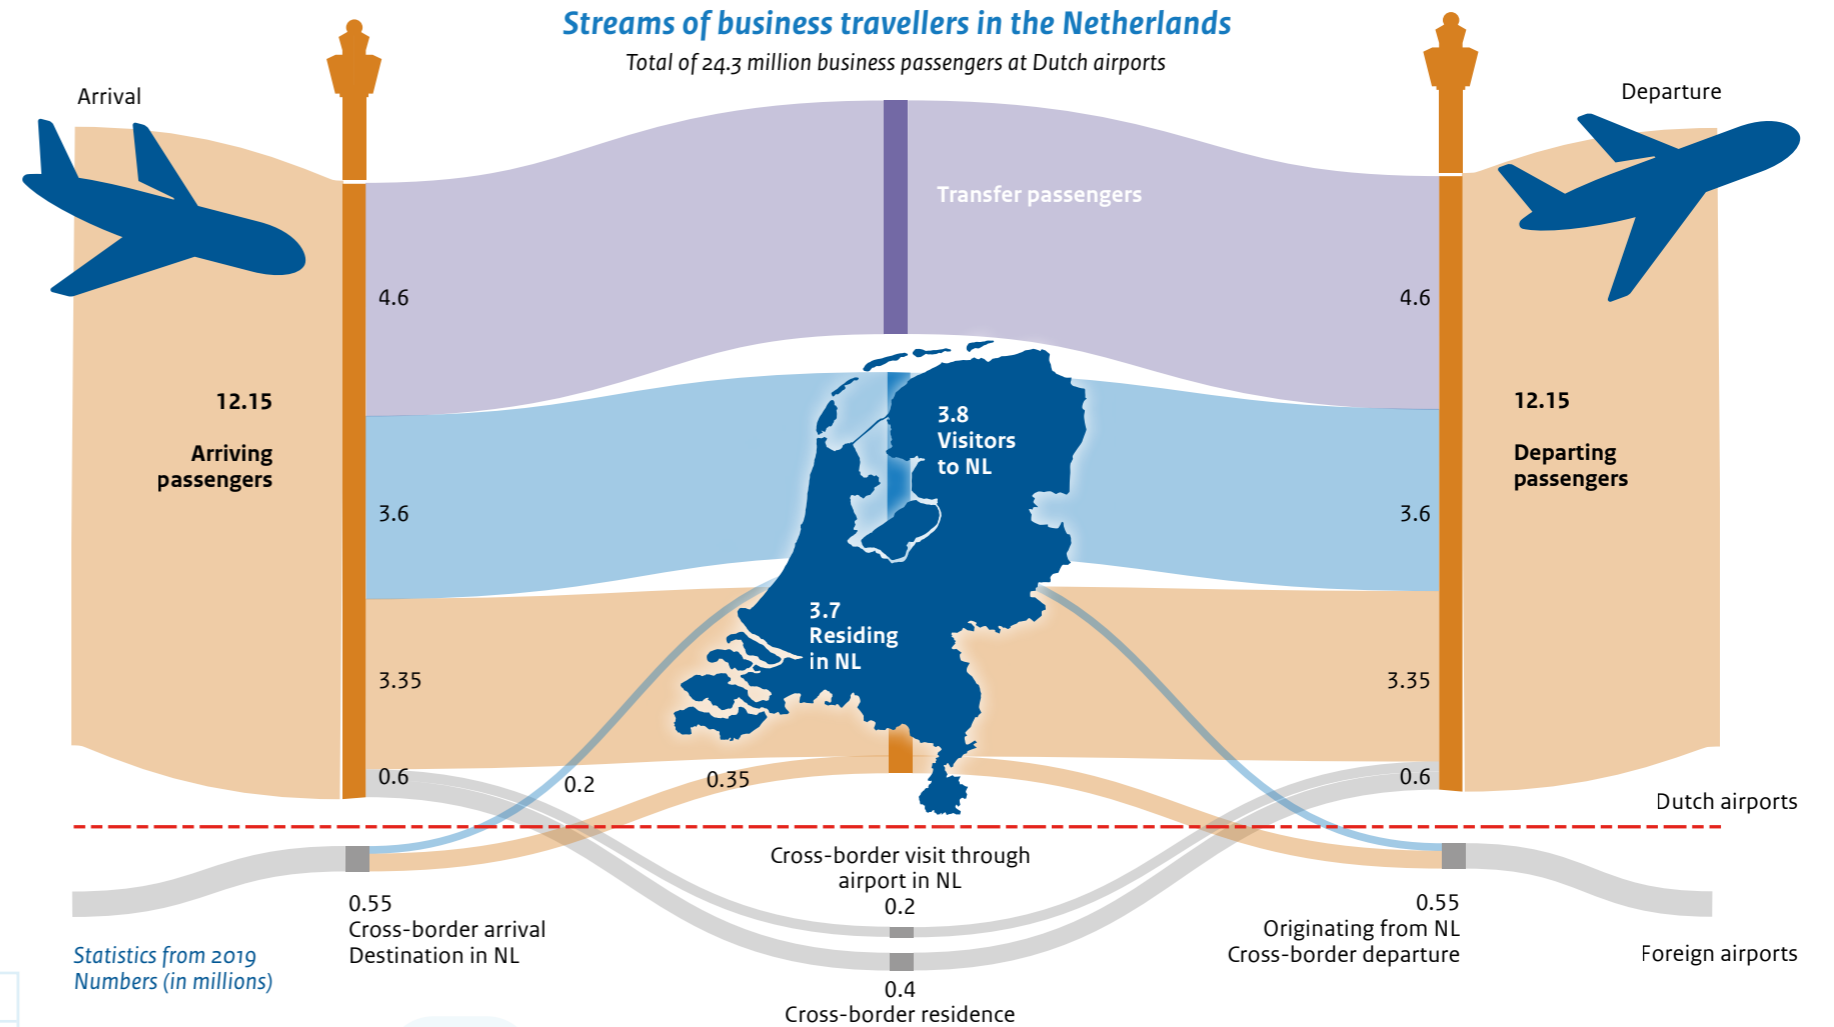 Streams of business travellers in the Netherlands
Total of 24.3 million business passengers at Dutch airports
Arrival
Departure
Transfer passengers
4.6
4.6
12.15
Arriving
passengers
3.8
Visitors
to NL
12.15
Departing
passengers
3.6
3.6
3.7
Residing
in NL
3.35
3.35
0.6
0.2
0.35
0.6
Dutch airports
Cross-border visit through
airport in NL
0.2
0.55
Cross-border arrival
Destination in NL
0.55
Originating from NL
Cross-border departure
Foreign airports
Statistics from 2019
Numbers (in millions)
0.4
Cross-border residence